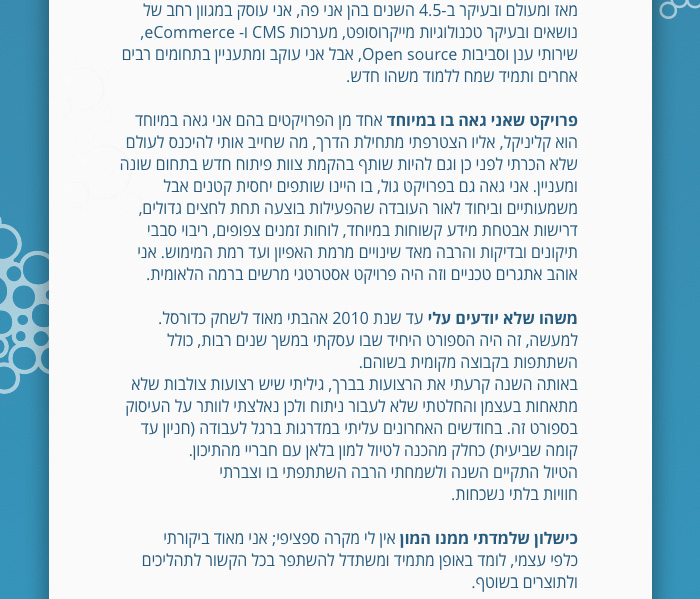 מאז ומעולם ובעיקר ב-4.5 השנים בהן אני פה, אני עוסק במגוון רחב של
נושאים ובעיקר טכנולוגיות מייקרוסופט, מערכות CMS ו- eCommerce,
שירותי ענן וסביבות Open source, אבל אני עוקב ומתעניין בתחומים רבים
אחרים ותמיד שמח ללמוד משהו חדש.
פרויקט שאני גאה בו במיוחד אחד מן הפרויקטים בהם אני גאה במיוחד
הוא קליניקל, אליו הצטרפתי מתחילת הדרך, מה שחייב אותי להיכנס לעולם
שלא הכרתי לפני כן וגם להיות שותף בהקמת צוות פיתוח חדש בתחום שונה
ומעניין. אני גאה גם בפרויקט גול, בו היינו שותפים יחסית קטנים אבל
משמעותיים וביחוד לאור העובדה שהפעילות בוצעה תחת לחצים גדולים,
דרישות אבטחת מידע קשוחות במיוחד, לוחות זמנים צפופים, ריבוי סבבי
תיקונים ובדיקות והרבה מאד שינויים מרמת האפיון ועד רמת המימוש. אני
אוהב אתגרים טכניים וזה היה פרויקט אסטרטגי מרשים ברמה הלאומית.
משהו שלא יודעים עלי עד שנת 2010 אהבתי מאוד לשחק כדורסל.
למעשה, זה היה הספורט היחיד שבו עסקתי במשך שנים רבות, כולל
השתתפות בקבוצה מקומית בשוהם.
באותה השנה קרעתי את הרצועות בברך, גיליתי שיש רצועות צולבות שלא
מתאחות בעצמן והחלטתי שלא לעבור ניתוח ולכן נאלצתי לוותר על העיסוק
בספורט זה. בחודשים האחרונים עליתי במדרגות ברגל לעבודה (חניון עד
קומה שביעית) כחלק מהכנה לטיול למון בלאן עם חבריי מהתיכון.
הטיול התקיים השנה ולשמחתי הרבה השתתפתי בו וצברתי
חוויות בלתי נשכחות.
כישלון שלמדתי ממנו המון אין לי מקרה ספציפי; אני מאוד ביקורתי
כלפי עצמי, לומד באופן מתמיד ומשתדל להשתפר בכל הקשור לתהליכים
ולתוצרים בשוטף.